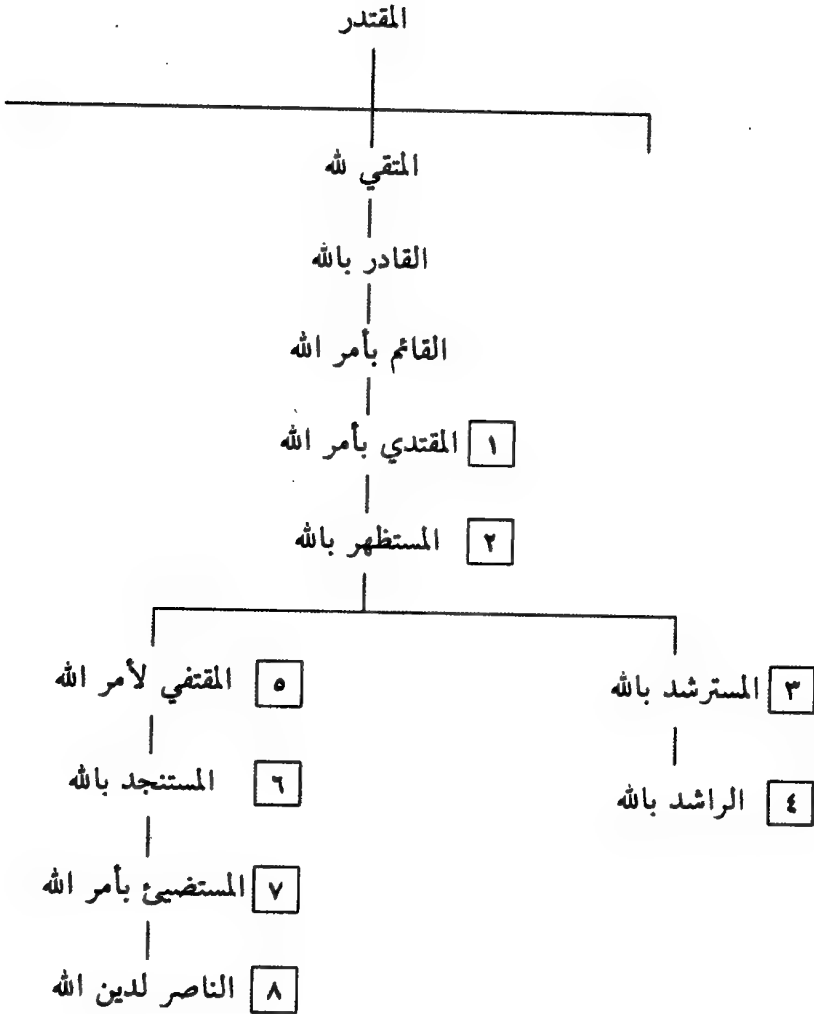 المقتدر
المتقي لله
القادر بالله
القائم بأمر الله
١ المقتدي بأمر الله
٢ المستظهر بالله
٣ المسترشد بالله
٥ المقتفي لأمر الله
٤ الراشد بالله
٦ المستنجد بالله
٧ المستضيئ بأمر الله
٨ الناصر لدين الله